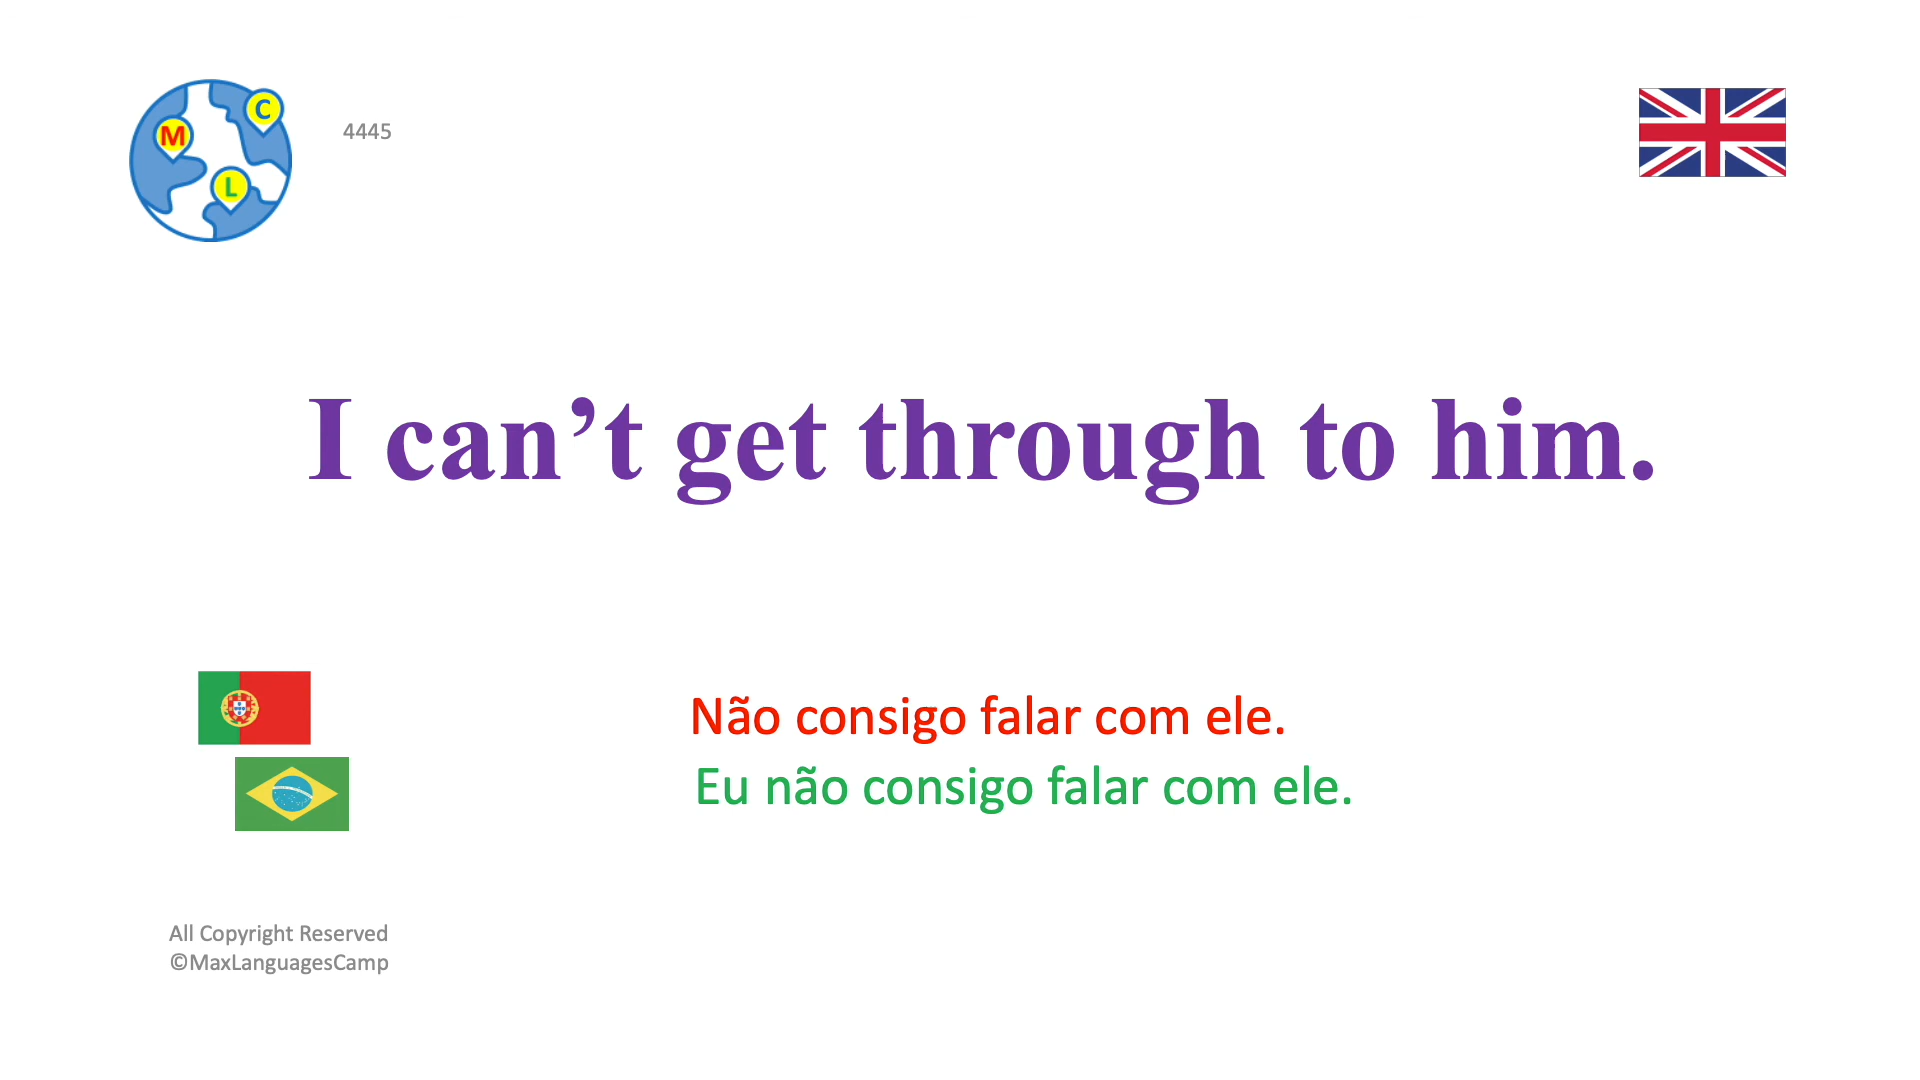 M
C
L
4445
I can’t get through to him.
Não consigo falar com ele.
Eu não consigo falar com ele.
All Copyright Reserved
©MaxLanguagesCamp